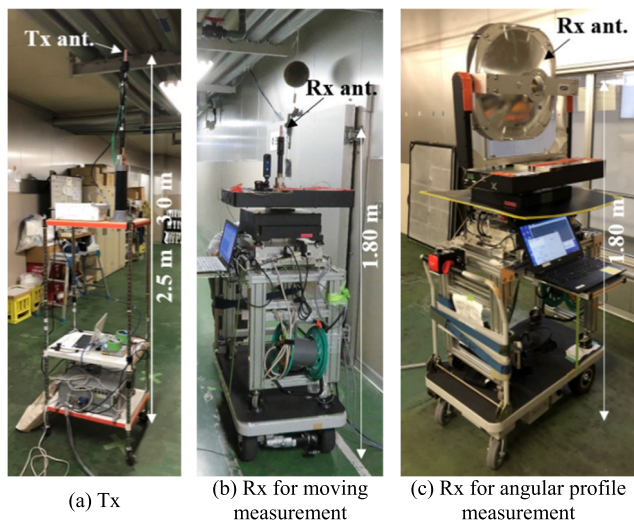 Tx ant.
2.5 m ~ 3.0 m
(a) Tx
Rx ant.
1.80 m
(b) Rx for moving
measurement
Rx ant.
1.80 m
(c) Rx for angular profile
measurement